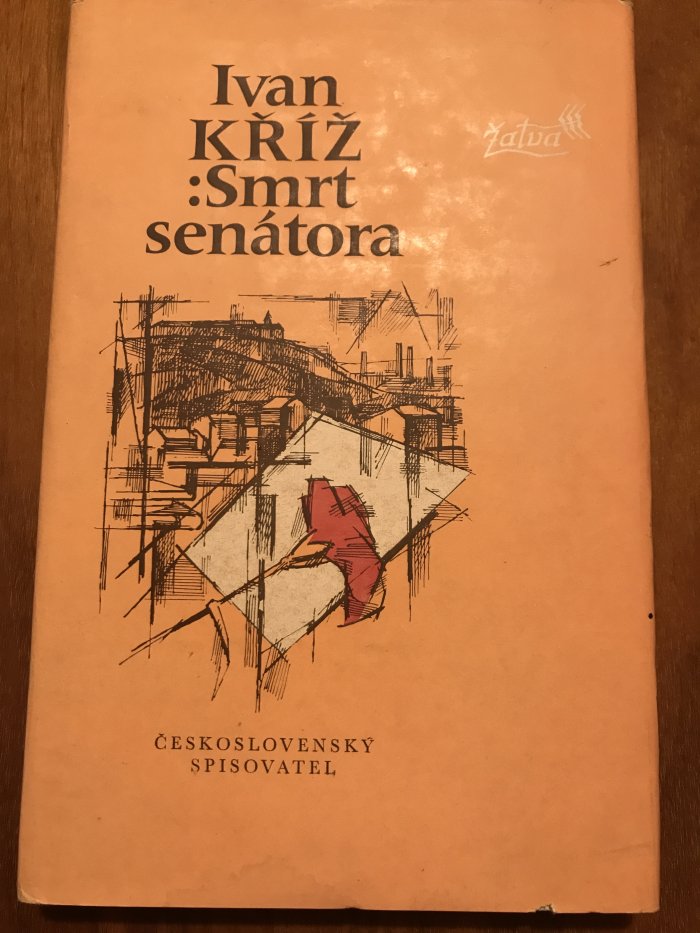 Ivan
KŘÍŽ
:Smrt
senátora
žatva
ČESKOSLOVENSKÝ
SPISOVATEL